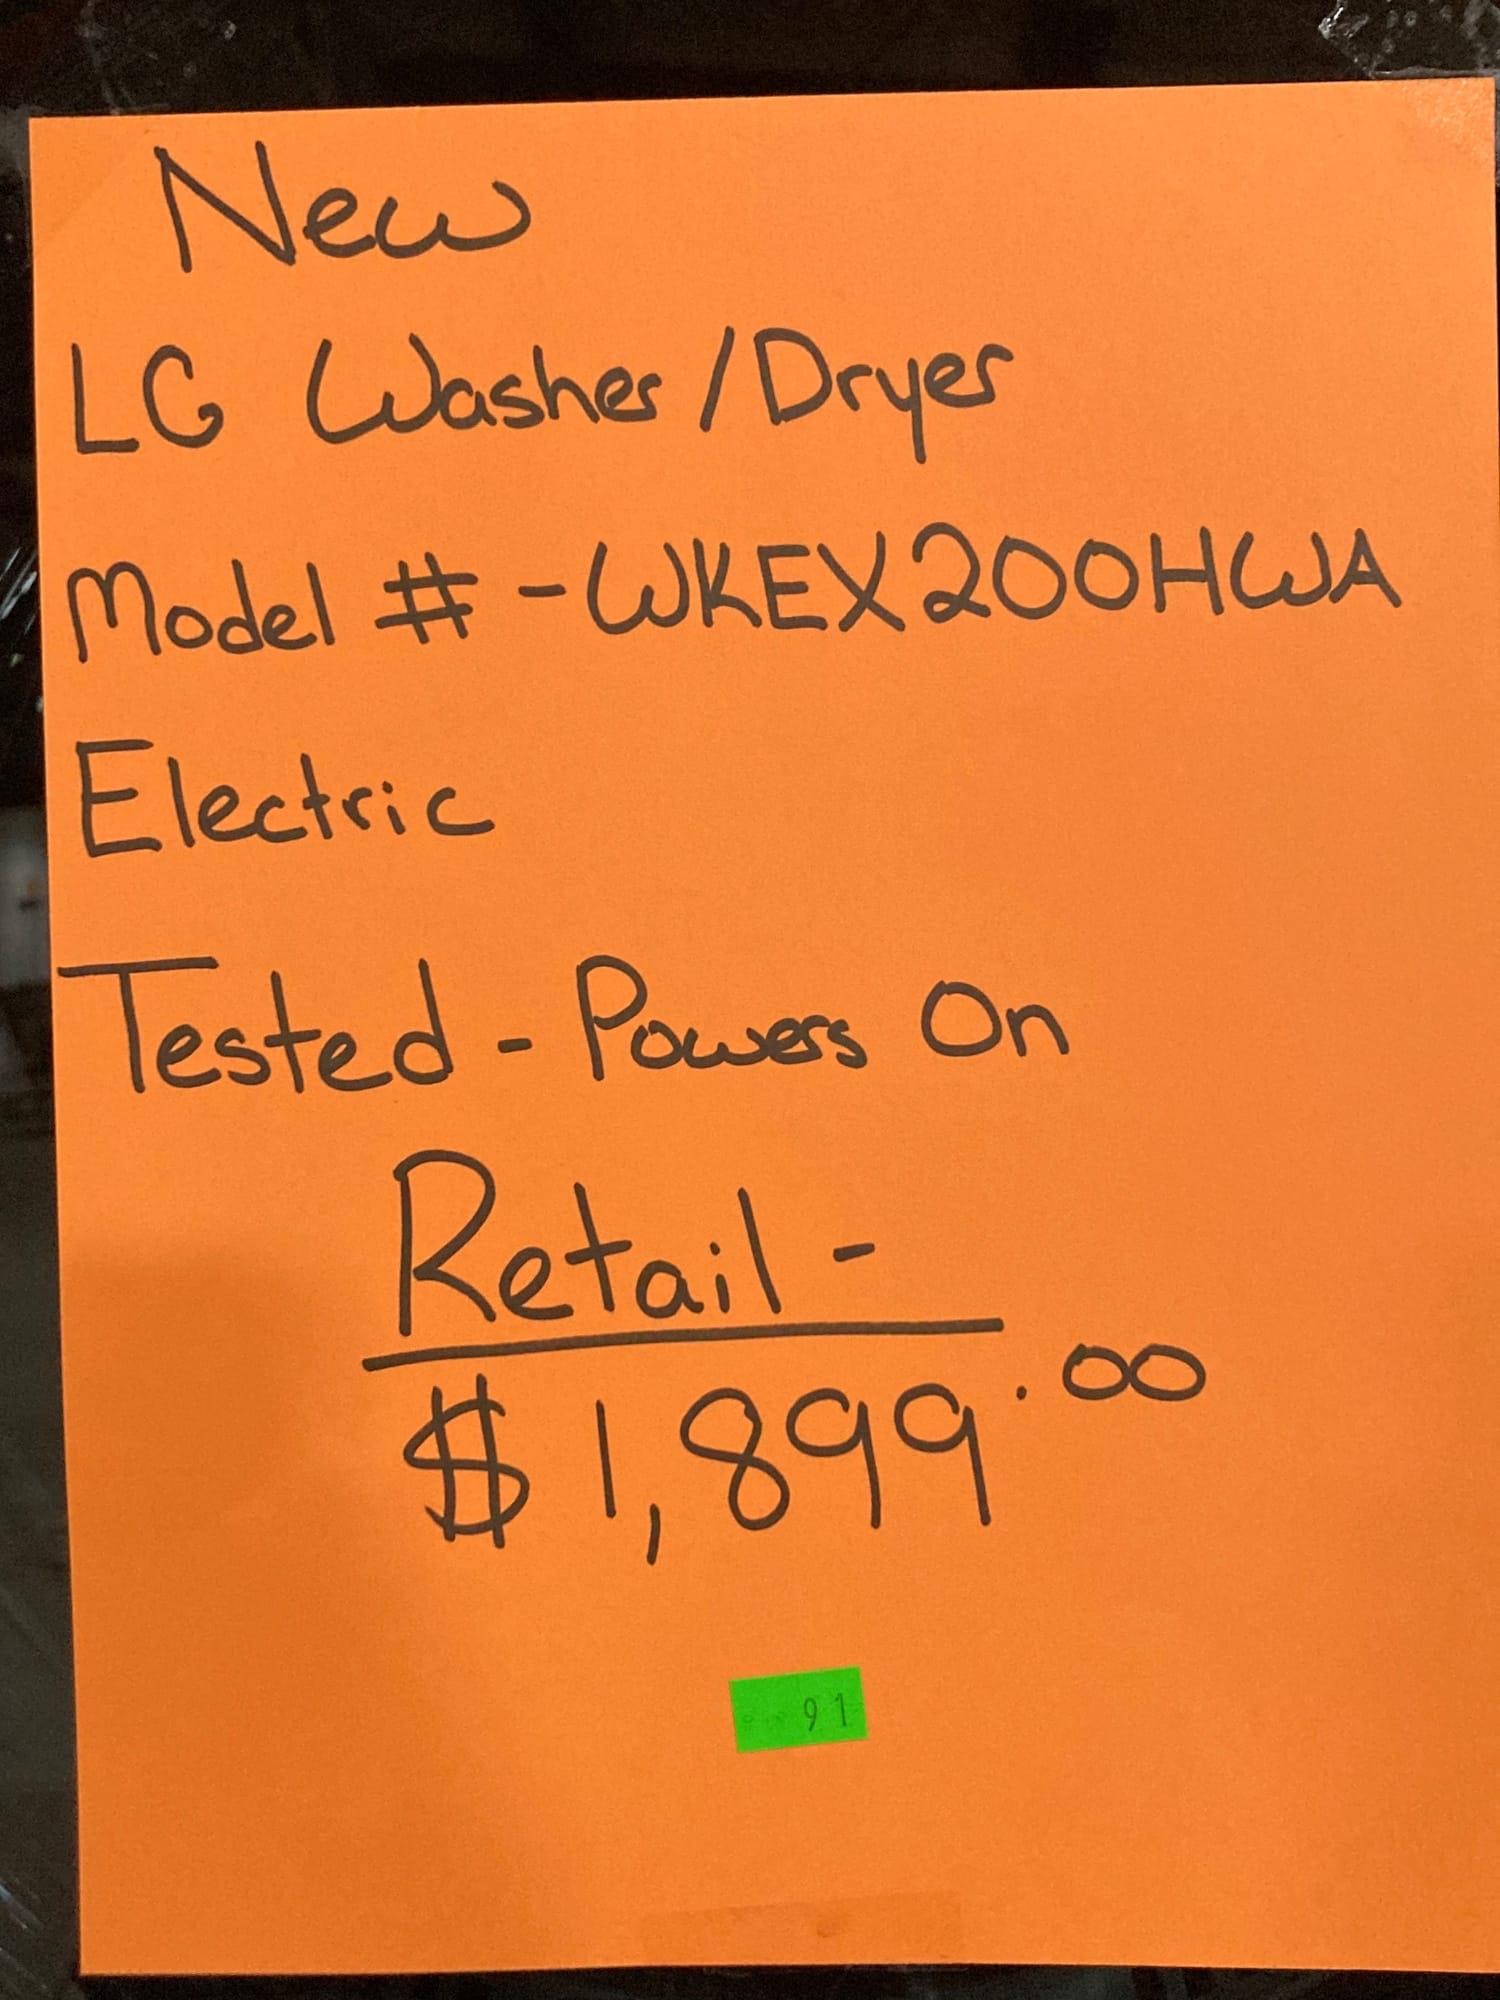 New
LG Washer/Dryer
Model # - WKEX200HWA
Electric
Tested - Powers On
Retail -
$1,899.00
91